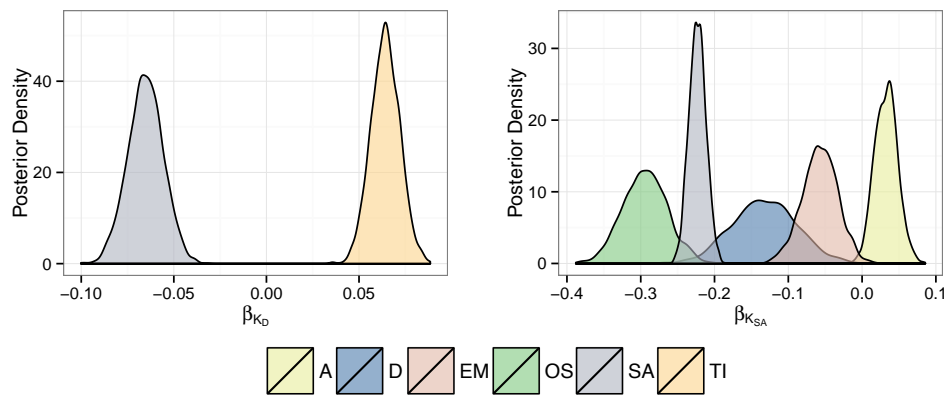 Posterior Density
40
20
0
−0.10 −0.05 0.00 0.05
βKD
Posterior Density
30
20
10
0
−0.4 −0.3 −0.2 −0.1 0.0 0.1
βKSA
A D EM OS SA TI